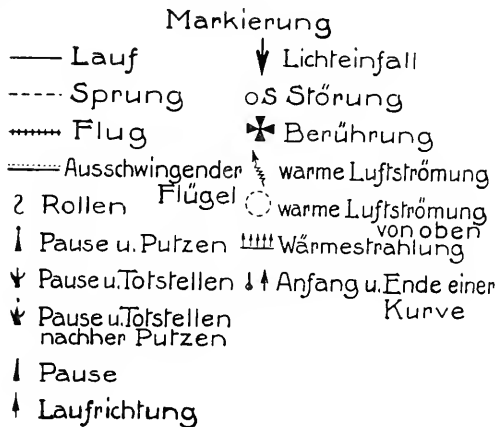 Markierung
Lauf
Sprung
Flug
Ausschwingender
Flügel
Rollen
Pause u. Putzen
Pause u. Totstellen
Pause u. Totstellen
nachher Putzen
Pause
Laufrichtung
Lichteinfall
oS Störung
Berührung
warme Luftströmung
warme Luftströmung
von oben
Wärmestrahlung
Anfang u. Ende einer
Kurve